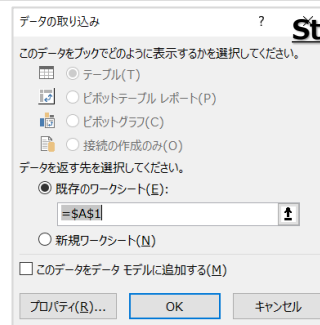 データの取り込み ?
St
このデータをブックでどのように表示するかを選択してください。
テーブル(T)
ピボットテーブル レポート(P)
ピボットグラフ(C)
接続の作成のみ(O)
データを返す先を選択してください。
既存のワークシート(E):
=$A$1
新規ワークシート(N)
このデータをデータ モデルに追加する(M)
プロパティ(R)... OK キャンセル